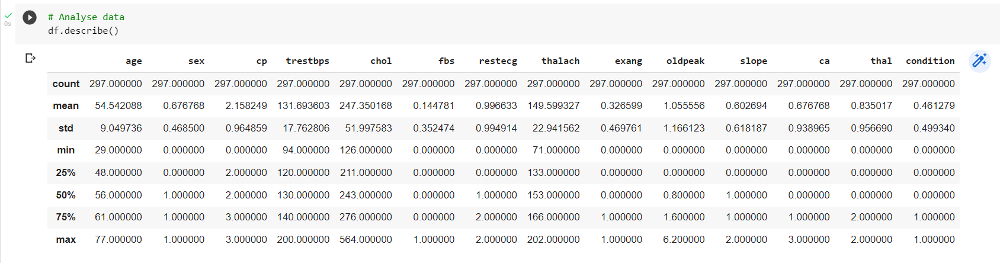 # Analyse data
0s
df.describe()
age sex cp trestbps chol fbs restecg thalach exang oldpeak slope ca thal condition
count 297.000000 297.000000 297.000000 297.000000 297.000000 297.000000 297.000000 297.000000 297.000000 297.000000 297.000000 297.000000 297.000000 297.000000
mean 54.542088 0.676768 2.158249 131.693603 247.350168 0.144781 0.996633 149.599327 0.326599 1.055556 0.602694 0.676768 0.835017 0.461279
std 9.049736 0.468500 0.964859 17.762806 51.997583 0.352474 0.994914 22.941562 0.469761 1.166123 0.618187 0.938965 0.956690 0.499340
min 29.000000 0.000000 0.000000 94.000000 126.000000 0.000000 0.000000 71.000000 0.000000 0.000000 0.000000 0.000000 0.000000 0.000000
25% 48.000000 0.000000 2.000000 120.000000 211.000000 0.000000 0.000000 133.000000 0.000000 0.000000 0.000000 0.000000 0.000000 0.000000
50% 56.000000 1.000000 2.000000 130.000000 243.000000 0.000000 1.000000 153.000000 0.000000 0.800000 1.000000 0.000000 0.000000 0.000000
75% 61.000000 1.000000 3.000000 140.000000 276.000000 0.000000 2.000000 166.000000 1.000000 1.600000 1.000000 1.000000 2.000000 1.000000
max 77.000000 1.000000 3.000000 200.000000 564.000000 1.000000 2.000000 202.000000 1.000000 6.200000 2.000000 3.000000 2.000000 1.000000